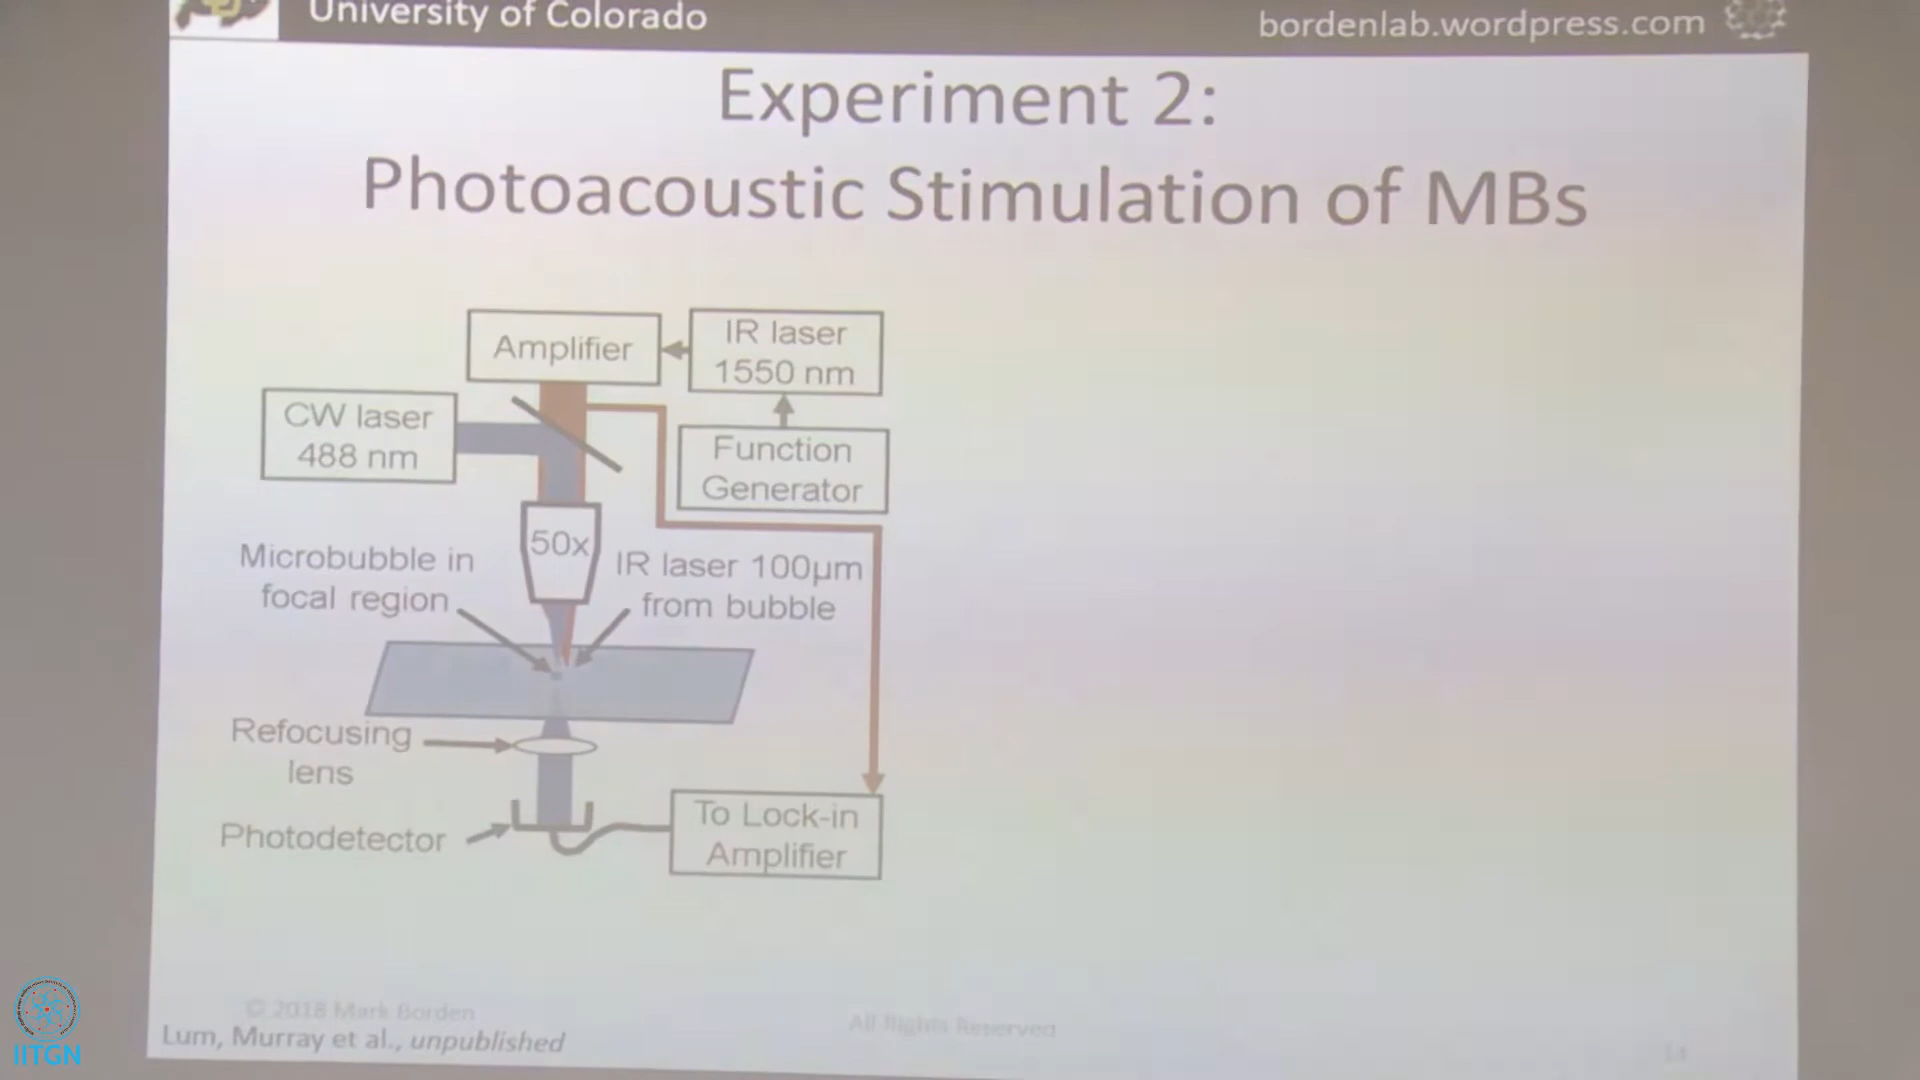 University of Colorado
bordenlab.wordpress.com
Experiment 2:
Photoacoustic Stimulation of MBs
Amplifier
IR laser
1550 nm
CW laser
488 nm
Function
Generator
50x
Microbubble in
focal region
IR laser 100µm
from bubble
Refocusing
lens
Photodetector
To Lock-in
Amplifier
© 2018 Mark Borden
All Rights Reserved
Lum, Murray et al., unpublished
IITGN